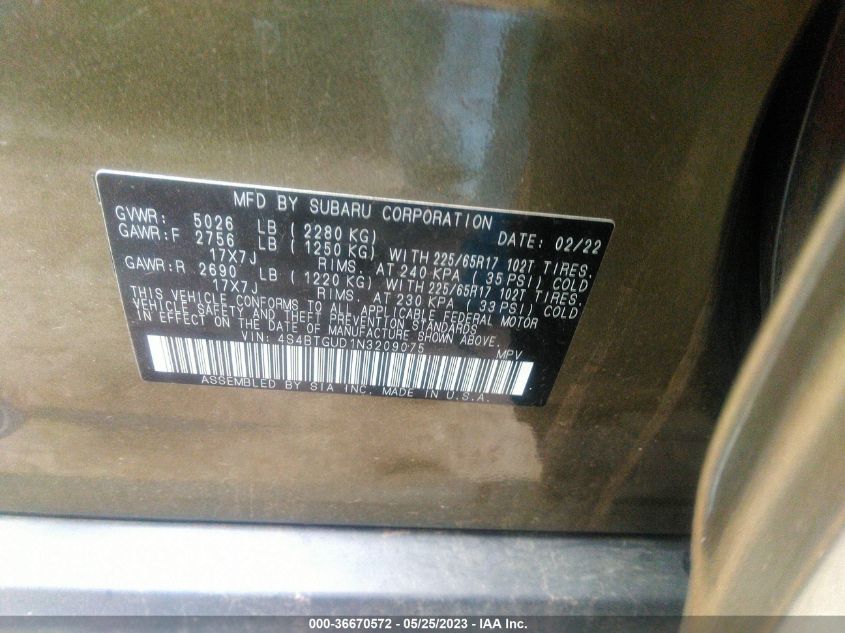 MFD BY SUBARU CORPORATION
GVWR: 5026 LB ( 2280 KG) DATE: 02/22
GAWR:F 2756 LB ( 1250 KG) WITH 225/65R17 102T TIRES.
17X7J RIMS. AT 240 KPA ( 35 PSI) COLD
GAWR:R 2690 LB ( 1220 KG) WITH 225/65R17 102T TIRES.
17X7J RIMS. AT 230 KPA ( 33 PSI) COLD
THIS VEHICLE CONFORMS TO ALL APPLICABLE FEDERAL MOTOR
VEHICLE SAFETY AND THEFT PREVENTION STANDARDS
IN EFFECT ON THE DATE OF MANUFACTURE SHOWN ABOVE.
VIN: 4S4BTGUD1N3209075 MPV
ASSEMBLED BY SIA INC. MADE IN U.S.A.
000-36670572 - 05/25/2023 - IAA Inc.